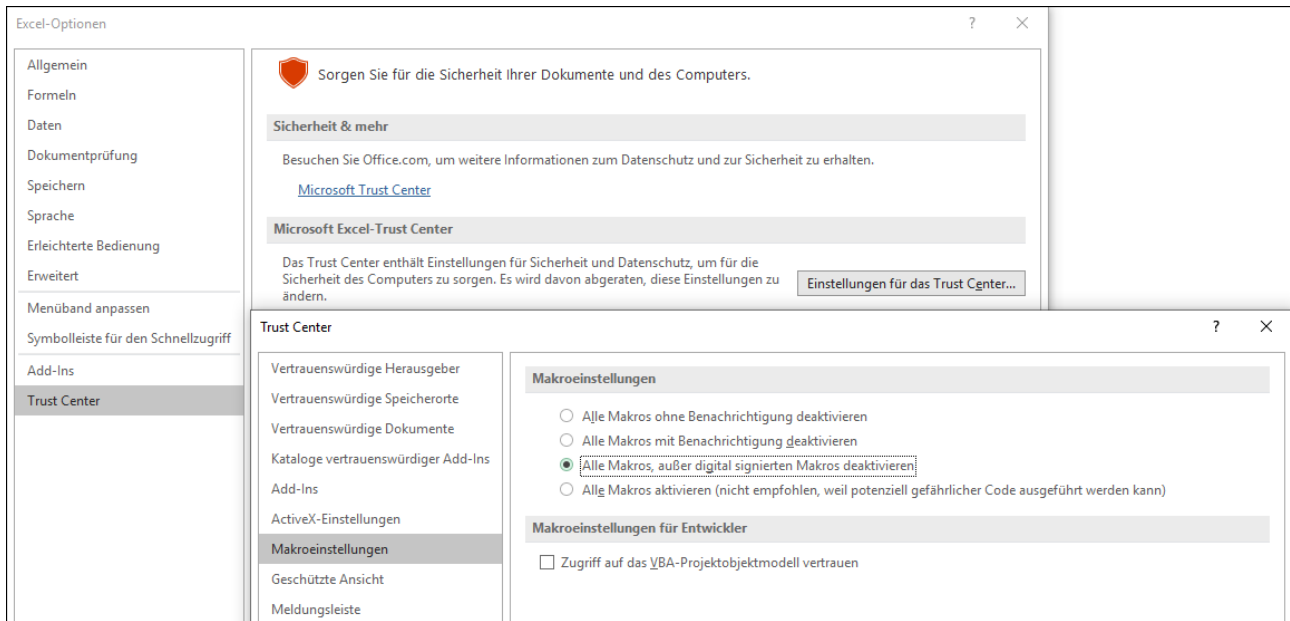 Excel-Optionen
?
Allgemein
Formeln
Daten
Dokumentprüfung
Speichern
Sprache
Erleichterte Bedienung
Erweitert
Menüband anpassen
Symbolleiste für den Schnellzugriff
Add-Ins
Trust Center
Sorgen Sie für die Sicherheit Ihrer Dokumente und des Computers.
Sicherheit & mehr
Besuchen Sie Office.com, um weitere Informationen zum Datenschutz und zur Sicherheit zu erhalten.
Microsoft Trust Center
Microsoft Excel-Trust Center
Das Trust Center enthält Einstellungen für Sicherheit und Datenschutz, um für die
Sicherheit des Computers zu sorgen. Es wird davon abgeraten, diese Einstellungen zu
ändern.
Einstellungen für das Trust Center...
Trust Center
?
Vertrauenswürdige Herausgeber
Vertrauenswürdige Speicherorte
Vertrauenswürdige Dokumente
Kataloge vertrauenswürdiger Add-Ins
Add-Ins
ActiveX-Einstellungen
Makroeinstellungen
Geschützte Ansicht
Meldungsleiste
Makroeinstellungen
Alle Makros ohne Benachrichtigung deaktivieren
Alle Makros mit Benachrichtigung deaktivieren
Alle Makros, außer digital signierten Makros deaktivieren
Alle Makros aktivieren (nicht empfohlen, weil potenziell gefährlicher Code ausgeführt werden kann)
Makroeinstellungen für Entwickler
Zugriff auf das VBA-Projektobjektmodell vertrauen